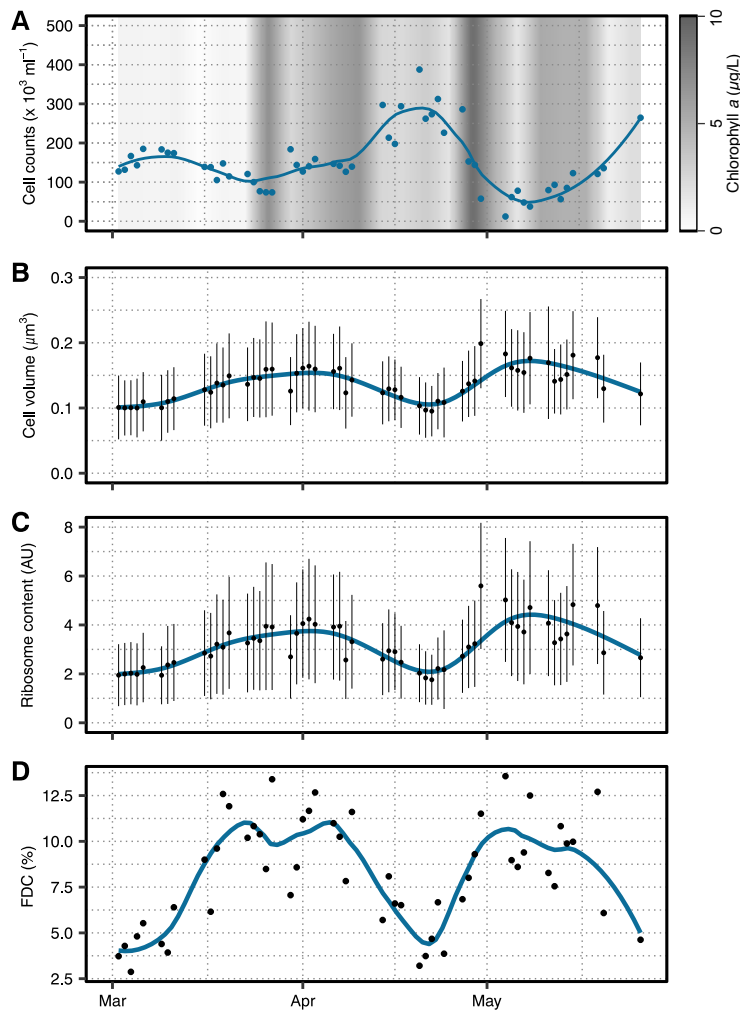 A
500
400
300
200
100
0
Cell counts (x 10³ ml⁻¹)
10
5
0
Chlorophyll a (µg/L)
B
0.3
0.2
0.1
0.0
Cell volume (µm³)
C
8
6
4
2
0
Ribosome content (AU)
D
12.5
10.0
7.5
5.0
2.5
FDC (%)
Mar Apr May